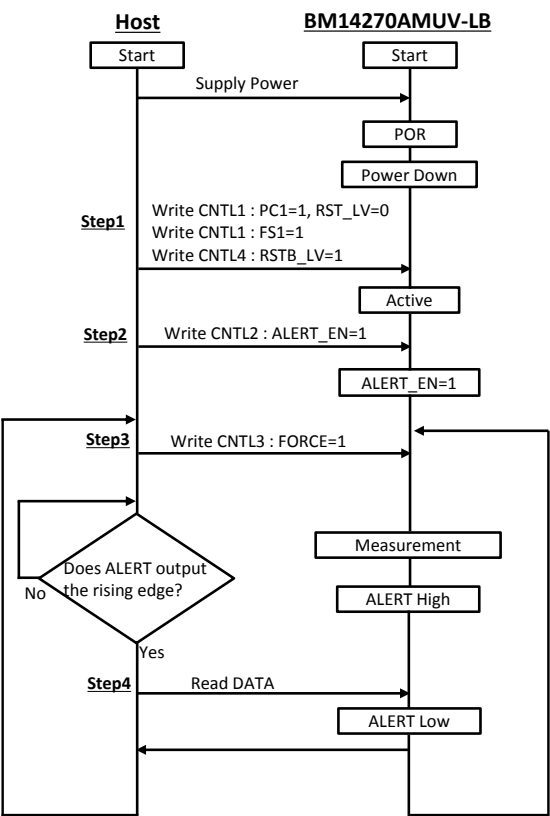 Host
BM14270AMUV-LB
Start
Start
Supply Power
POR
Power Down
Step1
Write CNTL1 : PC1=1, RST_LV=0
Write CNTL1 : FS1=1
Write CNTL4 : RSTB_LV=1
Active
Step2
Write CNTL2 : ALERT_EN=1
ALERT_EN=1
Step3
Write CNTL3 : FORCE=1
Measurement
Does ALERT output
the rising edge?
No
ALERT High
Yes
Step4
Read DATA
ALERT Low